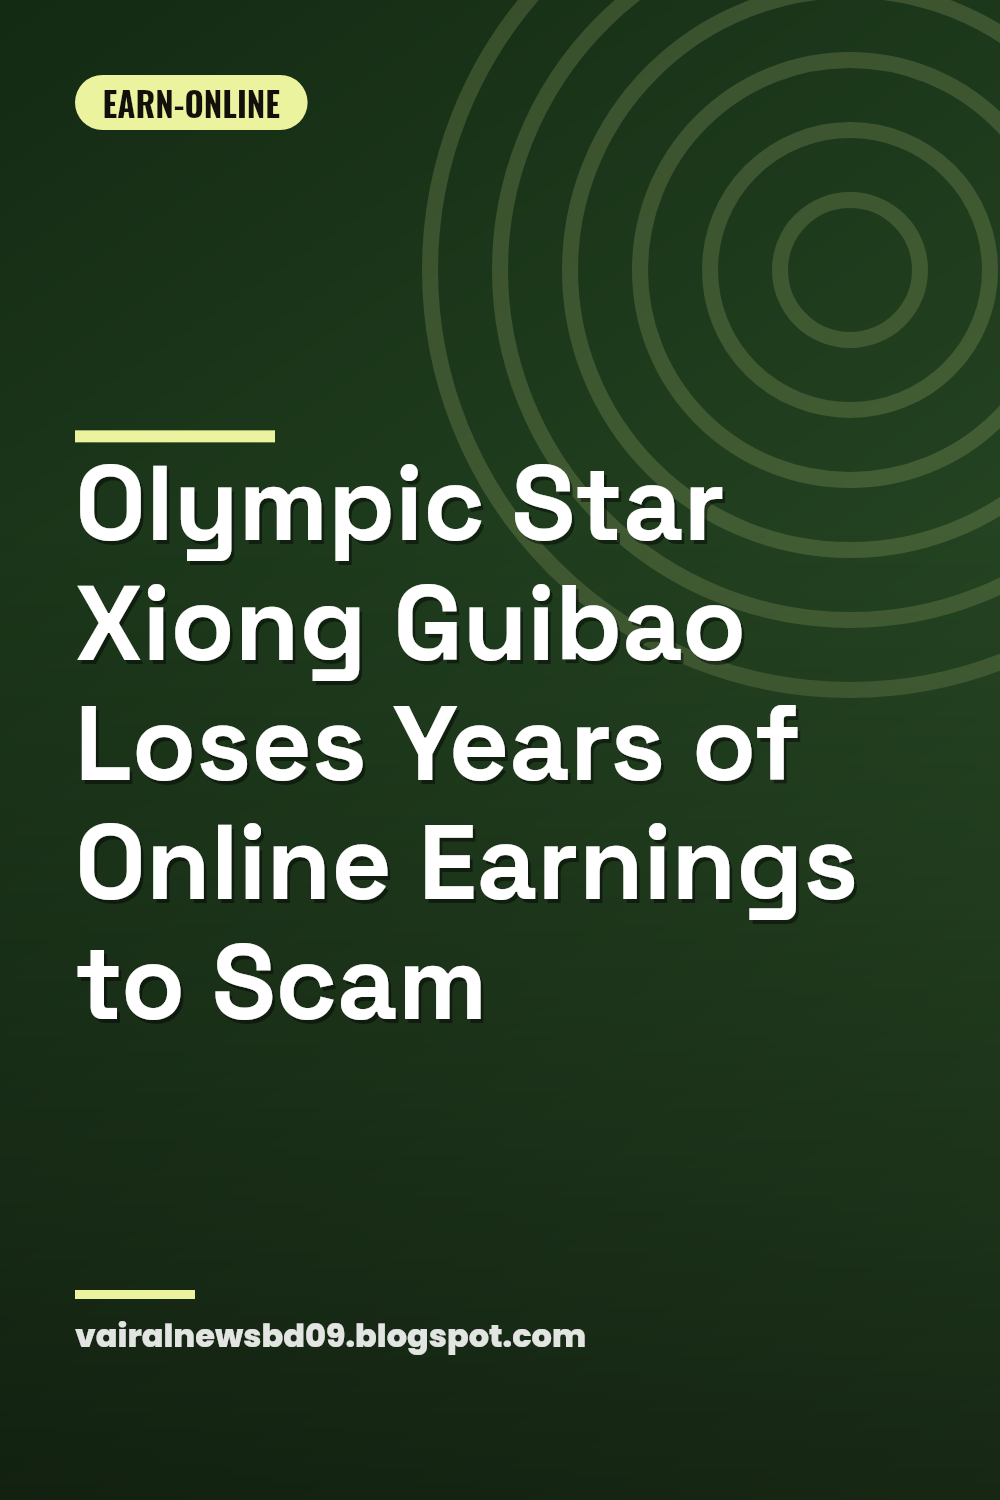 EARN-ONLINE
Olympic Star
Xiong Guibao
Loses Years of
Online Earnings
to Scam
vairalnewsbd09.blogspot.com